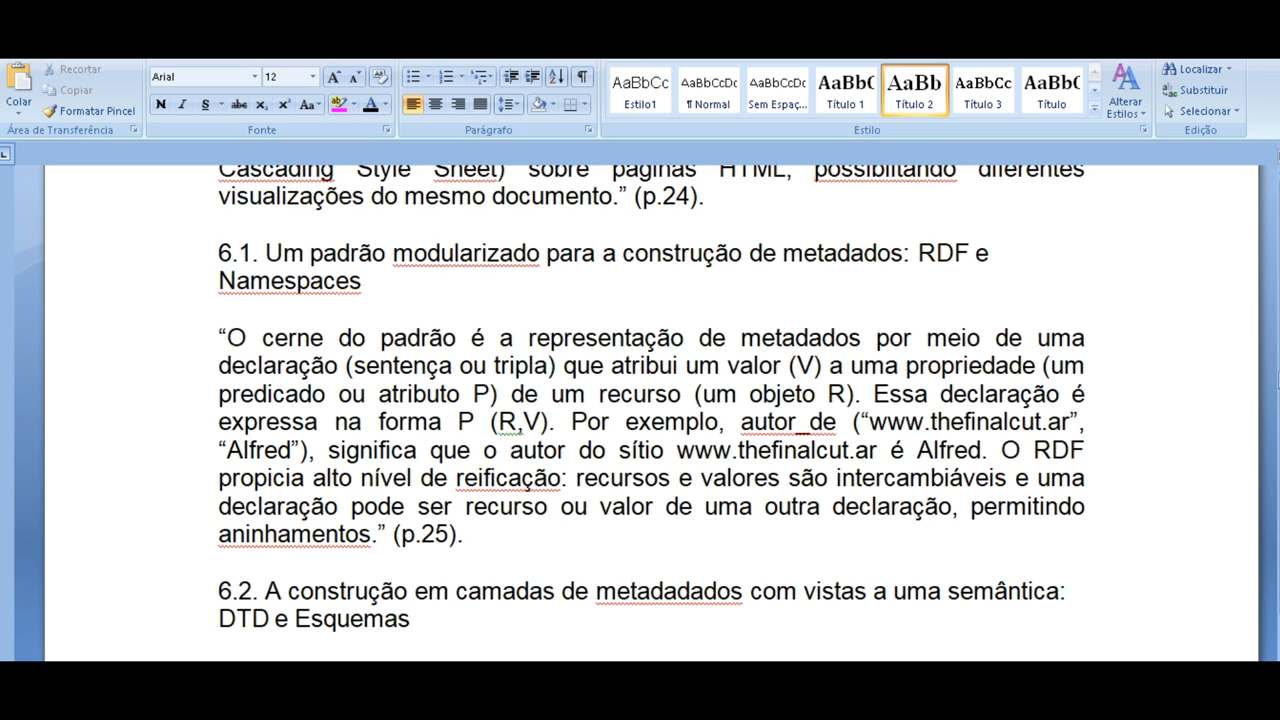 Recortar
Copiar
Formatar Pincel
Colar
Área de Transferência
Arial
12
N I S abc x₂ x² Aa
Fonte
Parágrafo
AaBbCc AaBbCcDc AaBbCcDc AaBbC AaBb AaBbCc AaBbC
Estilo1 ¶ Normal Sem Espaç... Título 1 Título 2 Título 3 Título
Alterar
Estilos
Estilo
Localizar
Substituir
Selecionar
Edição
Cascading Style Sheet) sobre páginas HTML, possibilitando diferentes
visualizações do mesmo documento.” (p.24).
6.1. Um padrão modularizado para a construção de metadados: RDF e
Namespaces
“O cerne do padrão é a representação de metadados por meio de uma
declaração (sentença ou tripla) que atribui um valor (V) a uma propriedade (um
predicado ou atributo P) de um recurso (um objeto R). Essa declaração é
expressa na forma P (R,V). Por exemplo, autor_de (“www.thefinalcut.ar”,
“Alfred”), significa que o autor do sítio www.thefinalcut.ar é Alfred. O RDF
propicia alto nível de reificação: recursos e valores são intercambiáveis e uma
declaração pode ser recurso ou valor de uma outra declaração, permitindo
aninhamentos.” (p.25).
6.2. A construção em camadas de metadadados com vistas a uma semântica:
DTD e Esquemas